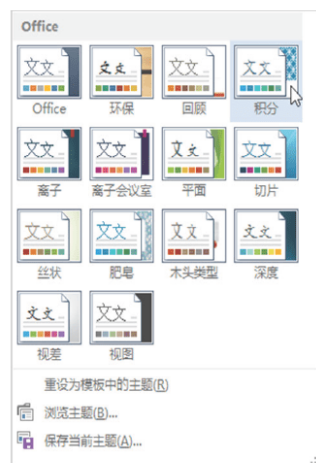 Office
文文 文文 文文 文文
Office 环保 回顾 积分
文文 文文 文文 文文
离子 离子会议室 平面 切片
文文 文文 文文 文文
丝状 肥皂 木头类型 深度
文文 文文
视差 视图
重设为模板中的主题(R)
浏览主题(B)...
保存当前主题(A)...